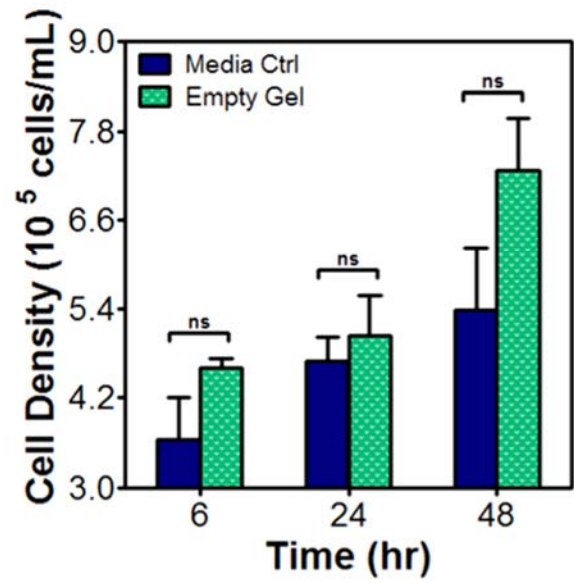 Cell Density (10 5 cells/mL)
9.0
7.8
6.6
5.4
4.2
3.0
Media Ctrl
Empty Gel
ns
ns
ns
6
24
48
Time (hr)